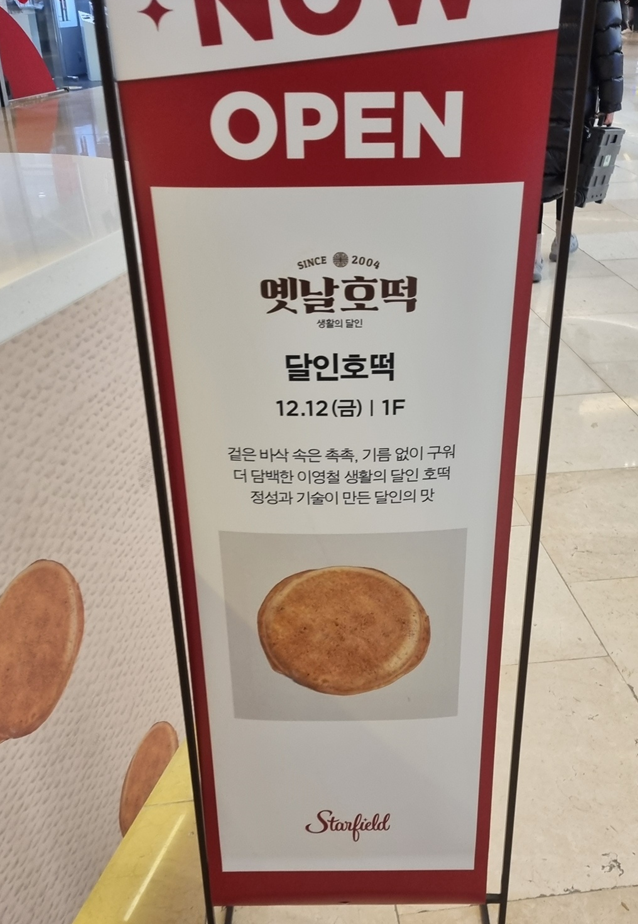 NOW
OPEN
SINCE 2004
옛날호떡
생활의 달인
달인호떡
12.12(금) | 1F
겉은 바삭 속은 촉촉, 기름 없이 구워
더 담백한 이영철 생활의 달인 호떡
정성과 기술이 만든 달인의 맛
Starfield